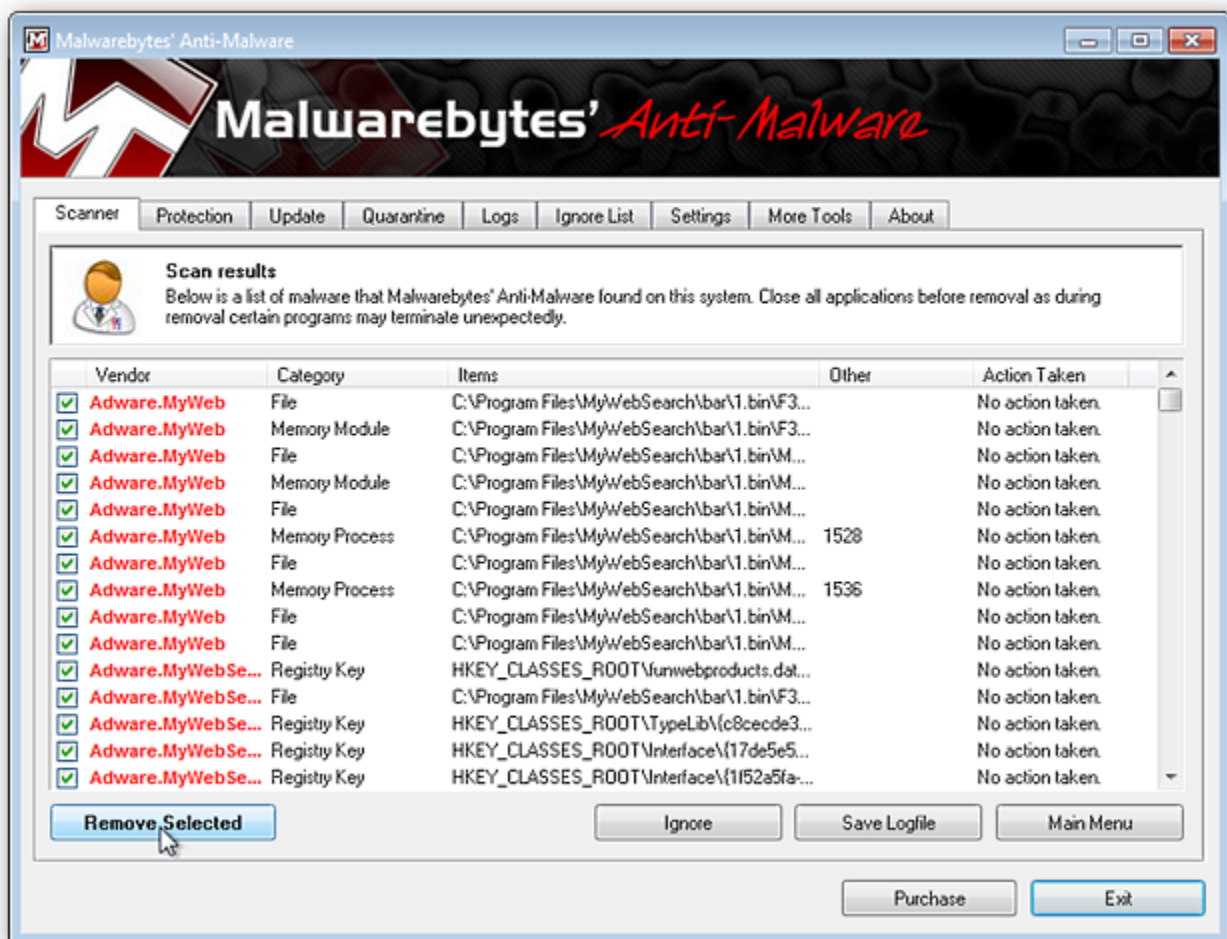 Malwarebytes' Anti-Malware
Malwarebytes' Anti-Malware
Scanner Protection Update Quarantine Logs Ignore List Settings More Tools About
Scan results
Below is a list of malware that Malwarebytes' Anti-Malware found on this system. Close all applications before removal as during
removal certain programs may terminate unexpectedly.
Vendor Category Items Other Action Taken
Adware.MyWeb File C:\Program Files\MyWebSearch\bar\1.bin\F3... No action taken.
Adware.MyWeb Memory Module C:\Program Files\MyWebSearch\bar\1.bin\F3... No action taken.
Adware.MyWeb File C:\Program Files\MyWebSearch\bar\1.bin\M... No action taken.
Adware.MyWeb Memory Module C:\Program Files\MyWebSearch\bar\1.bin\M... No action taken.
Adware.MyWeb File C:\Program Files\MyWebSearch\bar\1.bin\M... No action taken.
Adware.MyWeb Memory Process C:\Program Files\MyWebSearch\bar\1.bin\M... 1528 No action taken.
Adware.MyWeb File C:\Program Files\MyWebSearch\bar\1.bin\M... No action taken.
Adware.MyWeb Memory Process C:\Program Files\MyWebSearch\bar\1.bin\M... 1536 No action taken.
Adware.MyWeb File C:\Program Files\MyWebSearch\bar\1.bin\M... No action taken.
Adware.MyWeb File C:\Program Files\MyWebSearch\bar\1.bin\M... No action taken.
Adware.MyWebSe... Registry Key HKEY_CLASSES_ROOT\funwebproducts.dat... No action taken.
Adware.MyWebSe... File C:\Program Files\MyWebSearch\bar\1.bin\F3... No action taken.
Adware.MyWebSe... Registry Key HKEY_CLASSES_ROOT\TypeLib\{c8cecde3... No action taken.
Adware.MyWebSe... Registry Key HKEY_CLASSES_ROOT\Interface\{17de5e5... No action taken.
Adware.MyWebSe... Registry Key HKEY_CLASSES_ROOT\Interface\{1f52a5fa-... No action taken.
Remove Selected Ignore Save Logfile Main Menu
Purchase Exit